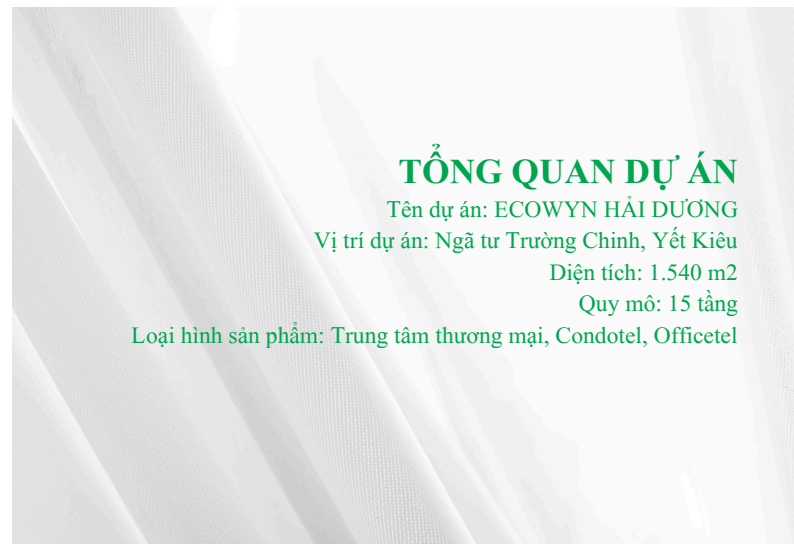 TỔNG QUAN DỰ ÁN
Tên dự án: ECOWYN HẢI DƯƠNG
Vị trí dự án: Ngã tư Trường Chinh, Yết Kiêu
Diện tích: 1.540 m2
Quy mô: 15 tầng
Loại hình sản phẩm: Trung tâm thương mại, Condotel, Officetel